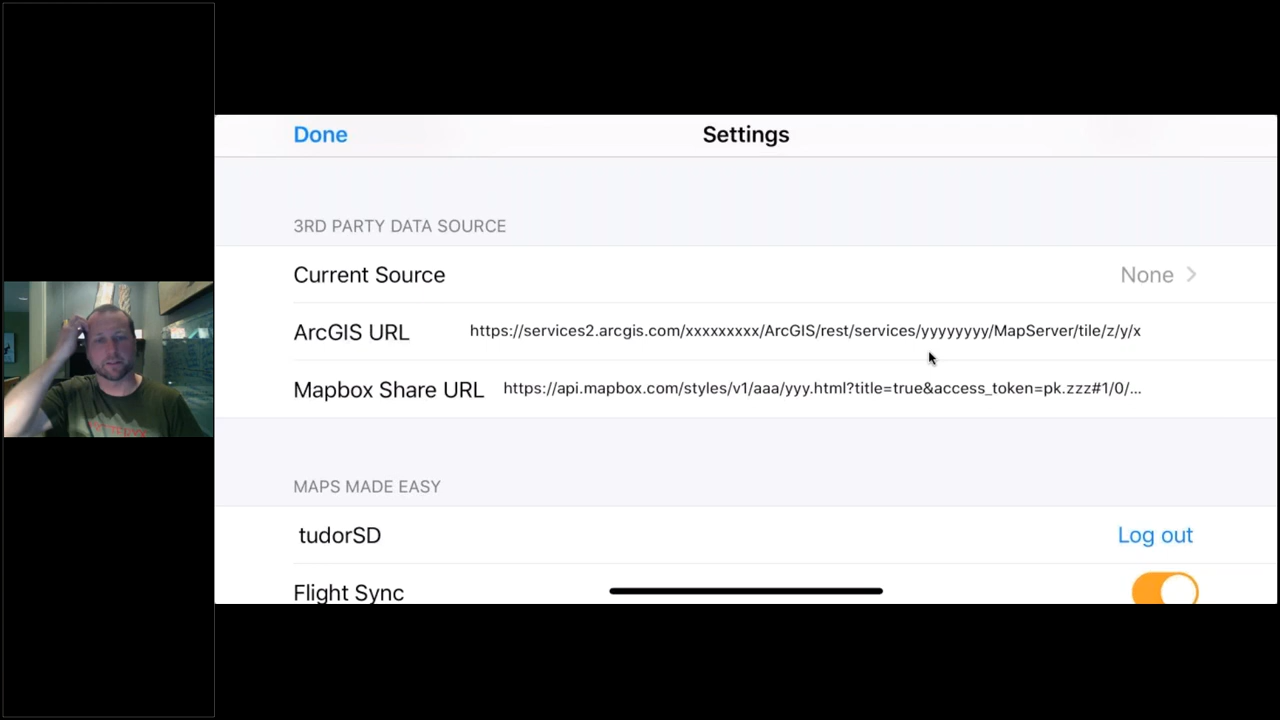 Done
Settings
3RD PARTY DATA SOURCE
Current Source
None
ArcGIS URL
https://services2.arcgis.com/xxxxxxxxx/ArcGIS/rest/services/yyyyyyyy/MapServer/tile/z/y/x
Mapbox Share URL
https://api.mapbox.com/styles/v1/aaa/yyy.html?title=true&access_token=pk.zzz#1/0/...
MAPS MADE EASY
tudorSD
Log out
Flight Sync